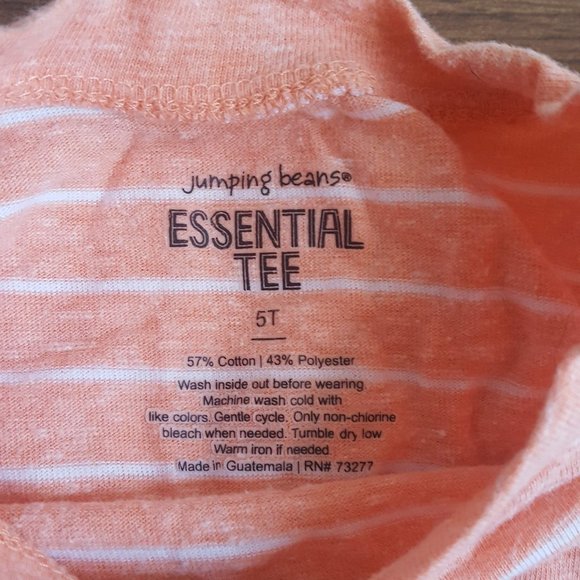 jumping beans®
ESSENTIAL
TEE
5T
57% Cotton | 43% Polyester
Wash inside out before wearing
Machine wash cold with
like colors. Gentle cycle. Only non-chlorine
bleach when needed. Tumble dry low
Warm iron if needed
Made in Guatemala | RN# 73277